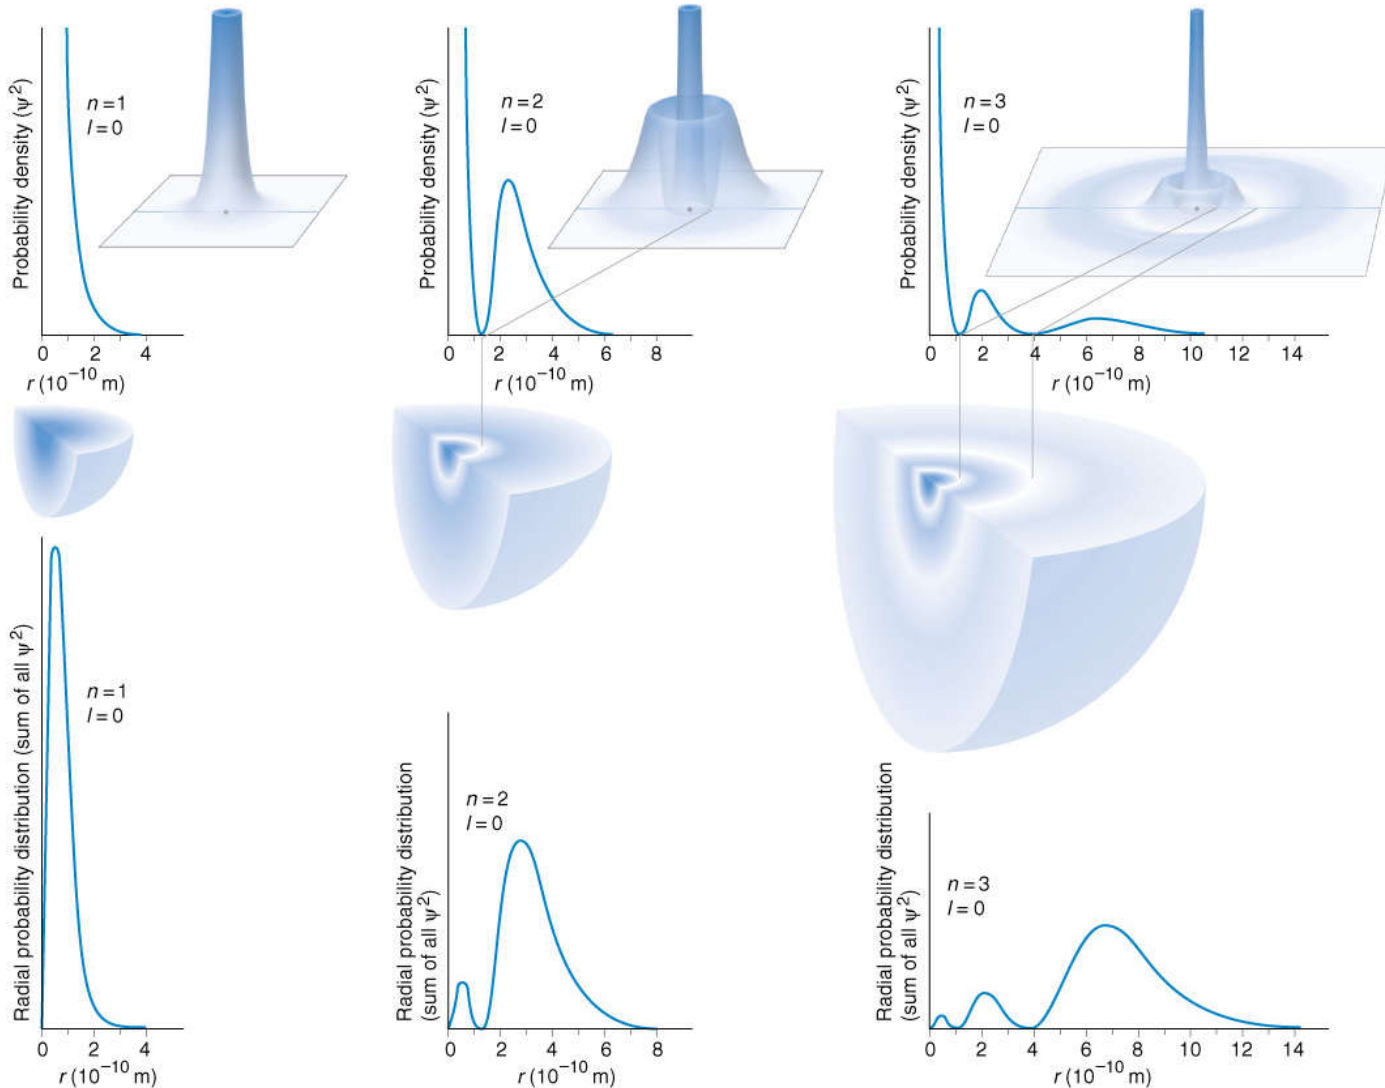 Probability density (ψ²)
n = 1
l = 0
0 2 4
r (10⁻¹⁰ m)
Probability density (ψ²)
n = 2
l = 0
0 2 4 6 8
r (10⁻¹⁰ m)
Probability density (ψ²)
n = 3
l = 0
0 2 4 6 8 10 12 14
r (10⁻¹⁰ m)
Radial probability distribution (sum of all ψ²)
n = 1
l = 0
0 2 4
r (10⁻¹⁰ m)
Radial probability distribution
(sum of all ψ²)
n = 2
l = 0
0 2 4 6 8
r (10⁻¹⁰ m)
Radial probability distribution
(sum of all ψ²)
n = 3
l = 0
0 2 4 6 8 10 12 14
r (10⁻¹⁰ m)